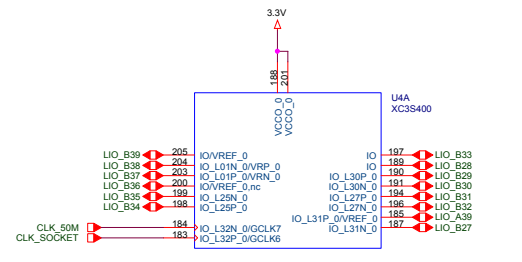 3.3V
188
201
VCCO_0
VCCO_0
U4A
XC3S400
LIO_B39 205 IO/VREF_0
LIO_B38 204 IO_L01N_0/VRP_0
LIO_B37 203 IO_L01P_0/VRN_0
LIO_B36 200 IO/VREF_0,nc
LIO_B35 199 IO_L25N_0
LIO_B34 198 IO_L25P_0
CLK_50M 184 IO_L32N_0/GCLK7
CLK_SOCKET 183 IO_L32P_0/GCLK6
IO 197 LIO_B33
IO 189 LIO_B28
IO_L30P_0 190 LIO_B29
IO_L30N_0 191 LIO_B30
IO_L27P_0 194 LIO_B31
IO_L27N_0 196 LIO_B32
IO_L31P_0/VREF_0 185 LIO_A39
IO_L31N_0 187 LIO_B27